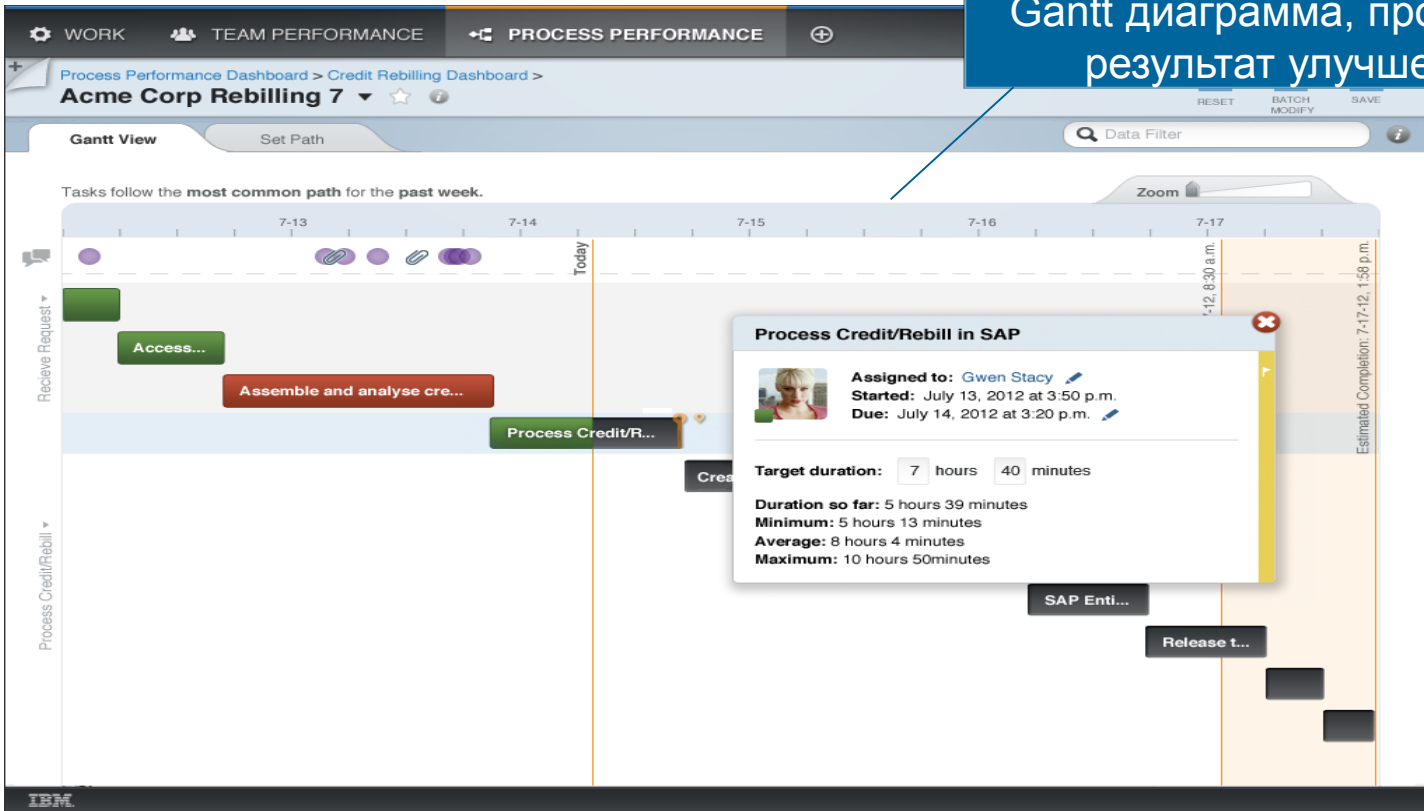 Gantt диаграмма,
результат
WORK
TEAM PERFORMANCE
PROCESS PERFORMANCE
Process Performance Dashboard > Credit Rebilling Dashboard >
Acme Corp Rebilling 7
RESET
BATCH MODIFY
SAVE
Gantt View
Set Path
Data Filter
Tasks follow the most common path for the past week.
Zoom
7-13
7-14
7-15
7-16
7-17
Today
7-12, 8:30 a.m.
Estimated Completion: 7-17-12, 1:58 p.m.
Recieve Request
Access...
Assemble and analyse cre...
Process Credit/R...
Process Credit/Rebill
Process Credit/Rebill in SAP
Assigned to: Gwen Stacy
Started: July 13, 2012 at 3:50 p.m.
Due: July 14, 2012 at 3:20 p.m.
Target duration: 7 hours 40 minutes
Duration so far: 5 hours 39 minutes
Minimum: 5 hours 13 minutes
Average: 8 hours 4 minutes
Maximum: 10 hours 50minutes
SAP Enti...
Release t...
IBM